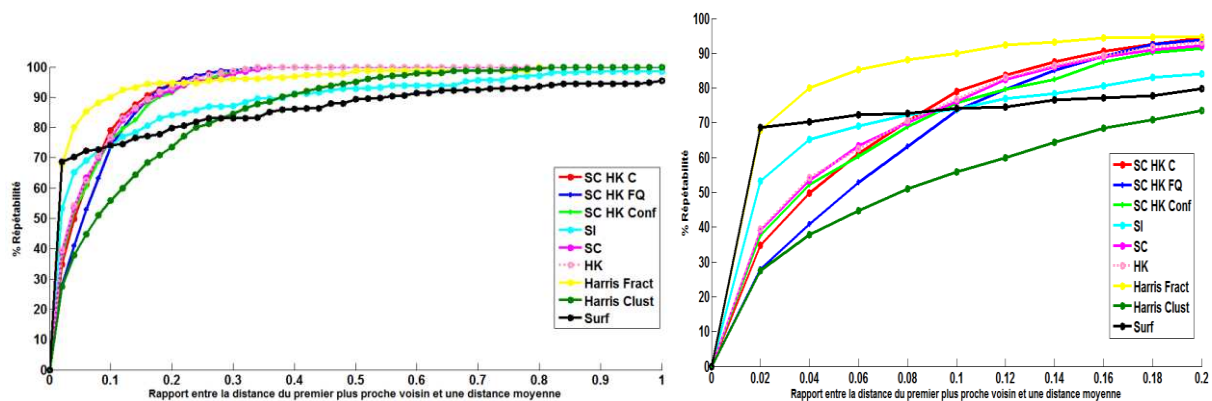 % Répétabilité
100
90
80
70
60
50
40
30
20
10
0
0
0.1
0.2
0.3
0.4
0.5
0.6
0.7
0.8
0.9
1
Rapport entre la distance du premier plus proche voisin et une distance moyenne
SC HK C
SC HK FQ
SC HK Conf
SI
SC
HK
Harris Fract
Harris Clust
Surf
% Répétabilité
100
90
80
70
60
50
40
30
20
10
0
0
0.02
0.04
0.06
0.08
0.1
0.12
0.14
0.16
0.18
0.2
Rapport entre la distance du premier plus proche voisin et une distance moyenne
SC HK C
SC HK FQ
SC HK Conf
SI
SC
HK
Harris Fract
Harris Clust
Surf